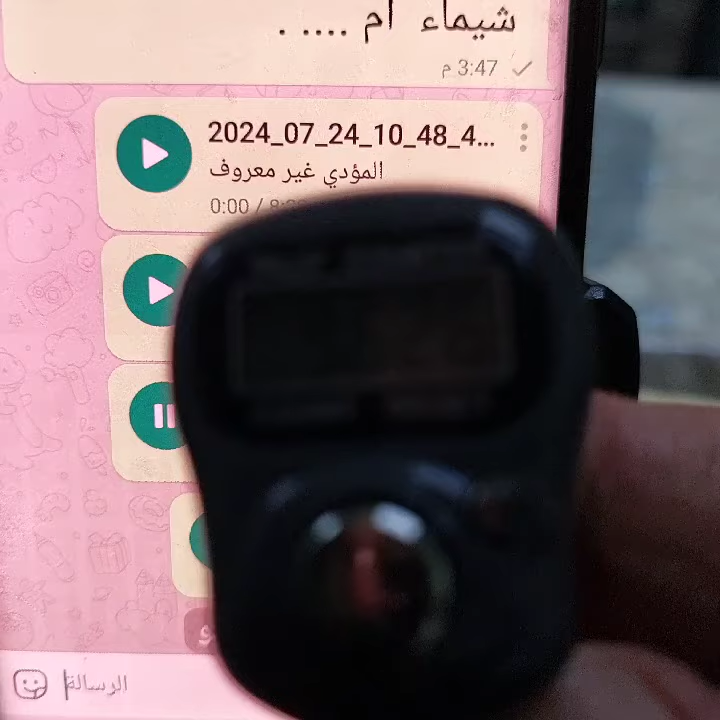 شيماء ام ..... .
3:47 م
2024_07_24_10_48_4...
المؤدي غير معروف
0:00 /
الرسالة